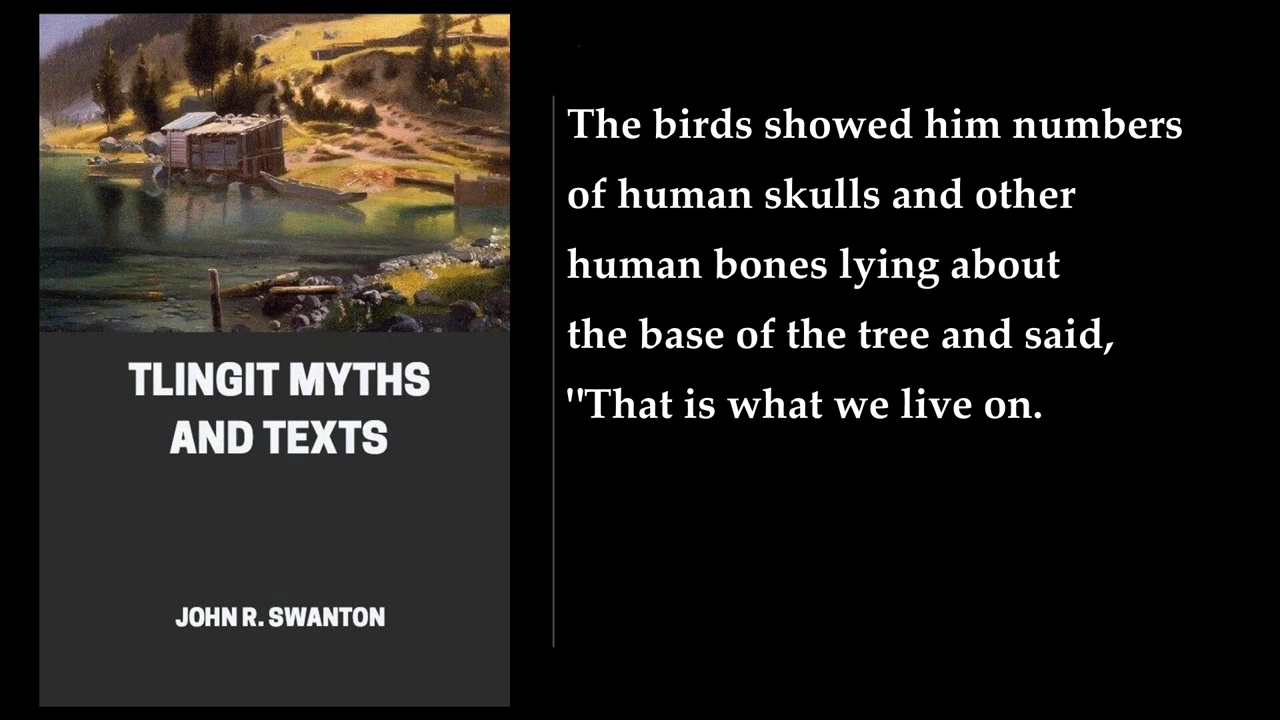 TLINGIT MYTHS
AND TEXTS
JOHN R. SWANTON
The birds showed him numbers
of human skulls and other
human bones lying about
the base of the tree and said,
"That is what we live on.